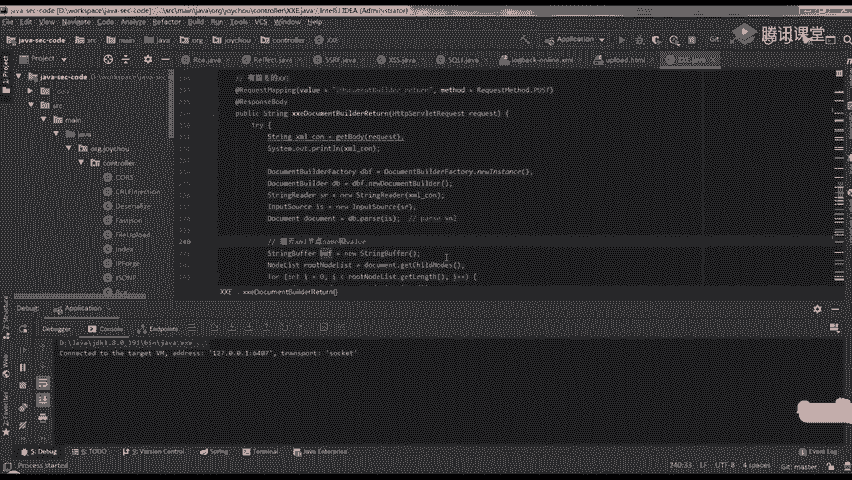 java-sec-code [D:\workspace\java-sec-code] - ...\src\main\java\org\joychou\controller\XXE.java - IntelliJ IDEA (Administrator)
File Edit View Navigate Code Analyze Refactor Build Run Tools VCS Window Help
java-sec-code src main java org joychou controller XXE
Application
Git:
腾讯课堂
Project
Rce.java
XSS.java
SQLI.java
logback-online.xml
upload.html
XXE.java
java-sec-code D:\workspace\java-sec-code
src
main
java
org.joychou
controller
CORS
CRLFInjection
Deserialize
Fastjson
FileUpload
Index
JSONP
// 有回显的XXE
@RequestMapping(value = "/DocumentBuilder_return", method = RequestMethod.POST)
@ResponseBody
public String xxeDocumentBuilderReturn(HttpServletRequest request) {
try {
String xml_con = getBody(request);
System.out.println(xml_con);
DocumentBuilderFactory dbf = DocumentBuilderFactory.newInstance();
DocumentBuilder db = dbf.newDocumentBuilder();
StringReader sr = new StringReader(xml_con);
InputSource is = new InputSource(sr);
Document document = db.parse(is); // parse xml
// 遍历xml节点name和value
StringBuffer buf = new StringBuffer();
NodeList rootNodeList = document.getChildNodes();
for (int i = 0; i < rootNodeList.getLength(); i++) {
XXE xxeDocumentBuilderReturn()
Debug: Application
Debugger Console Endpoints
D:\Java\jdk1.8.0_191\bin\java.exe ...
Connected to the target VM, address: '127.0.0.1:6407', transport: 'socket'
5: Debug 6: TODO 9: Version Control Spring Terminal Java Enterprise Event Log
Process started
240:33 LF UTF-8 4 spaces Git: master